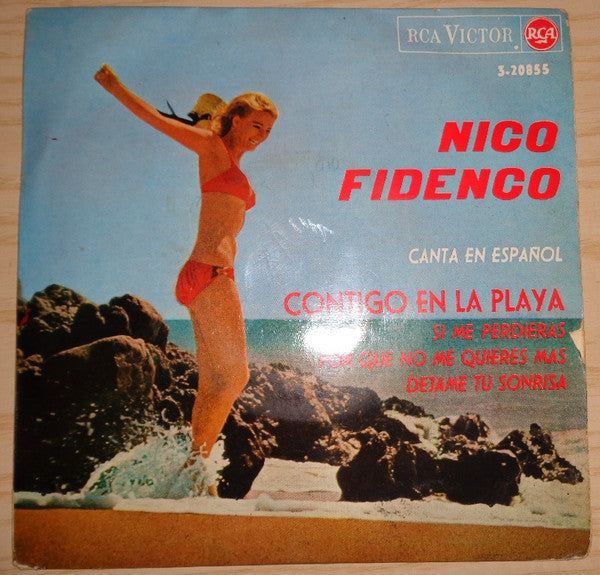 RCA VICTOR RCA
3-20855
NICO
FIDENCO
CANTA EN ESPAÑOL
CONTIGO EN LA PLAYA
SI ME PERDIERAS
POR QUE NO ME QUIERES MAS
DEJAME TU SONRISA